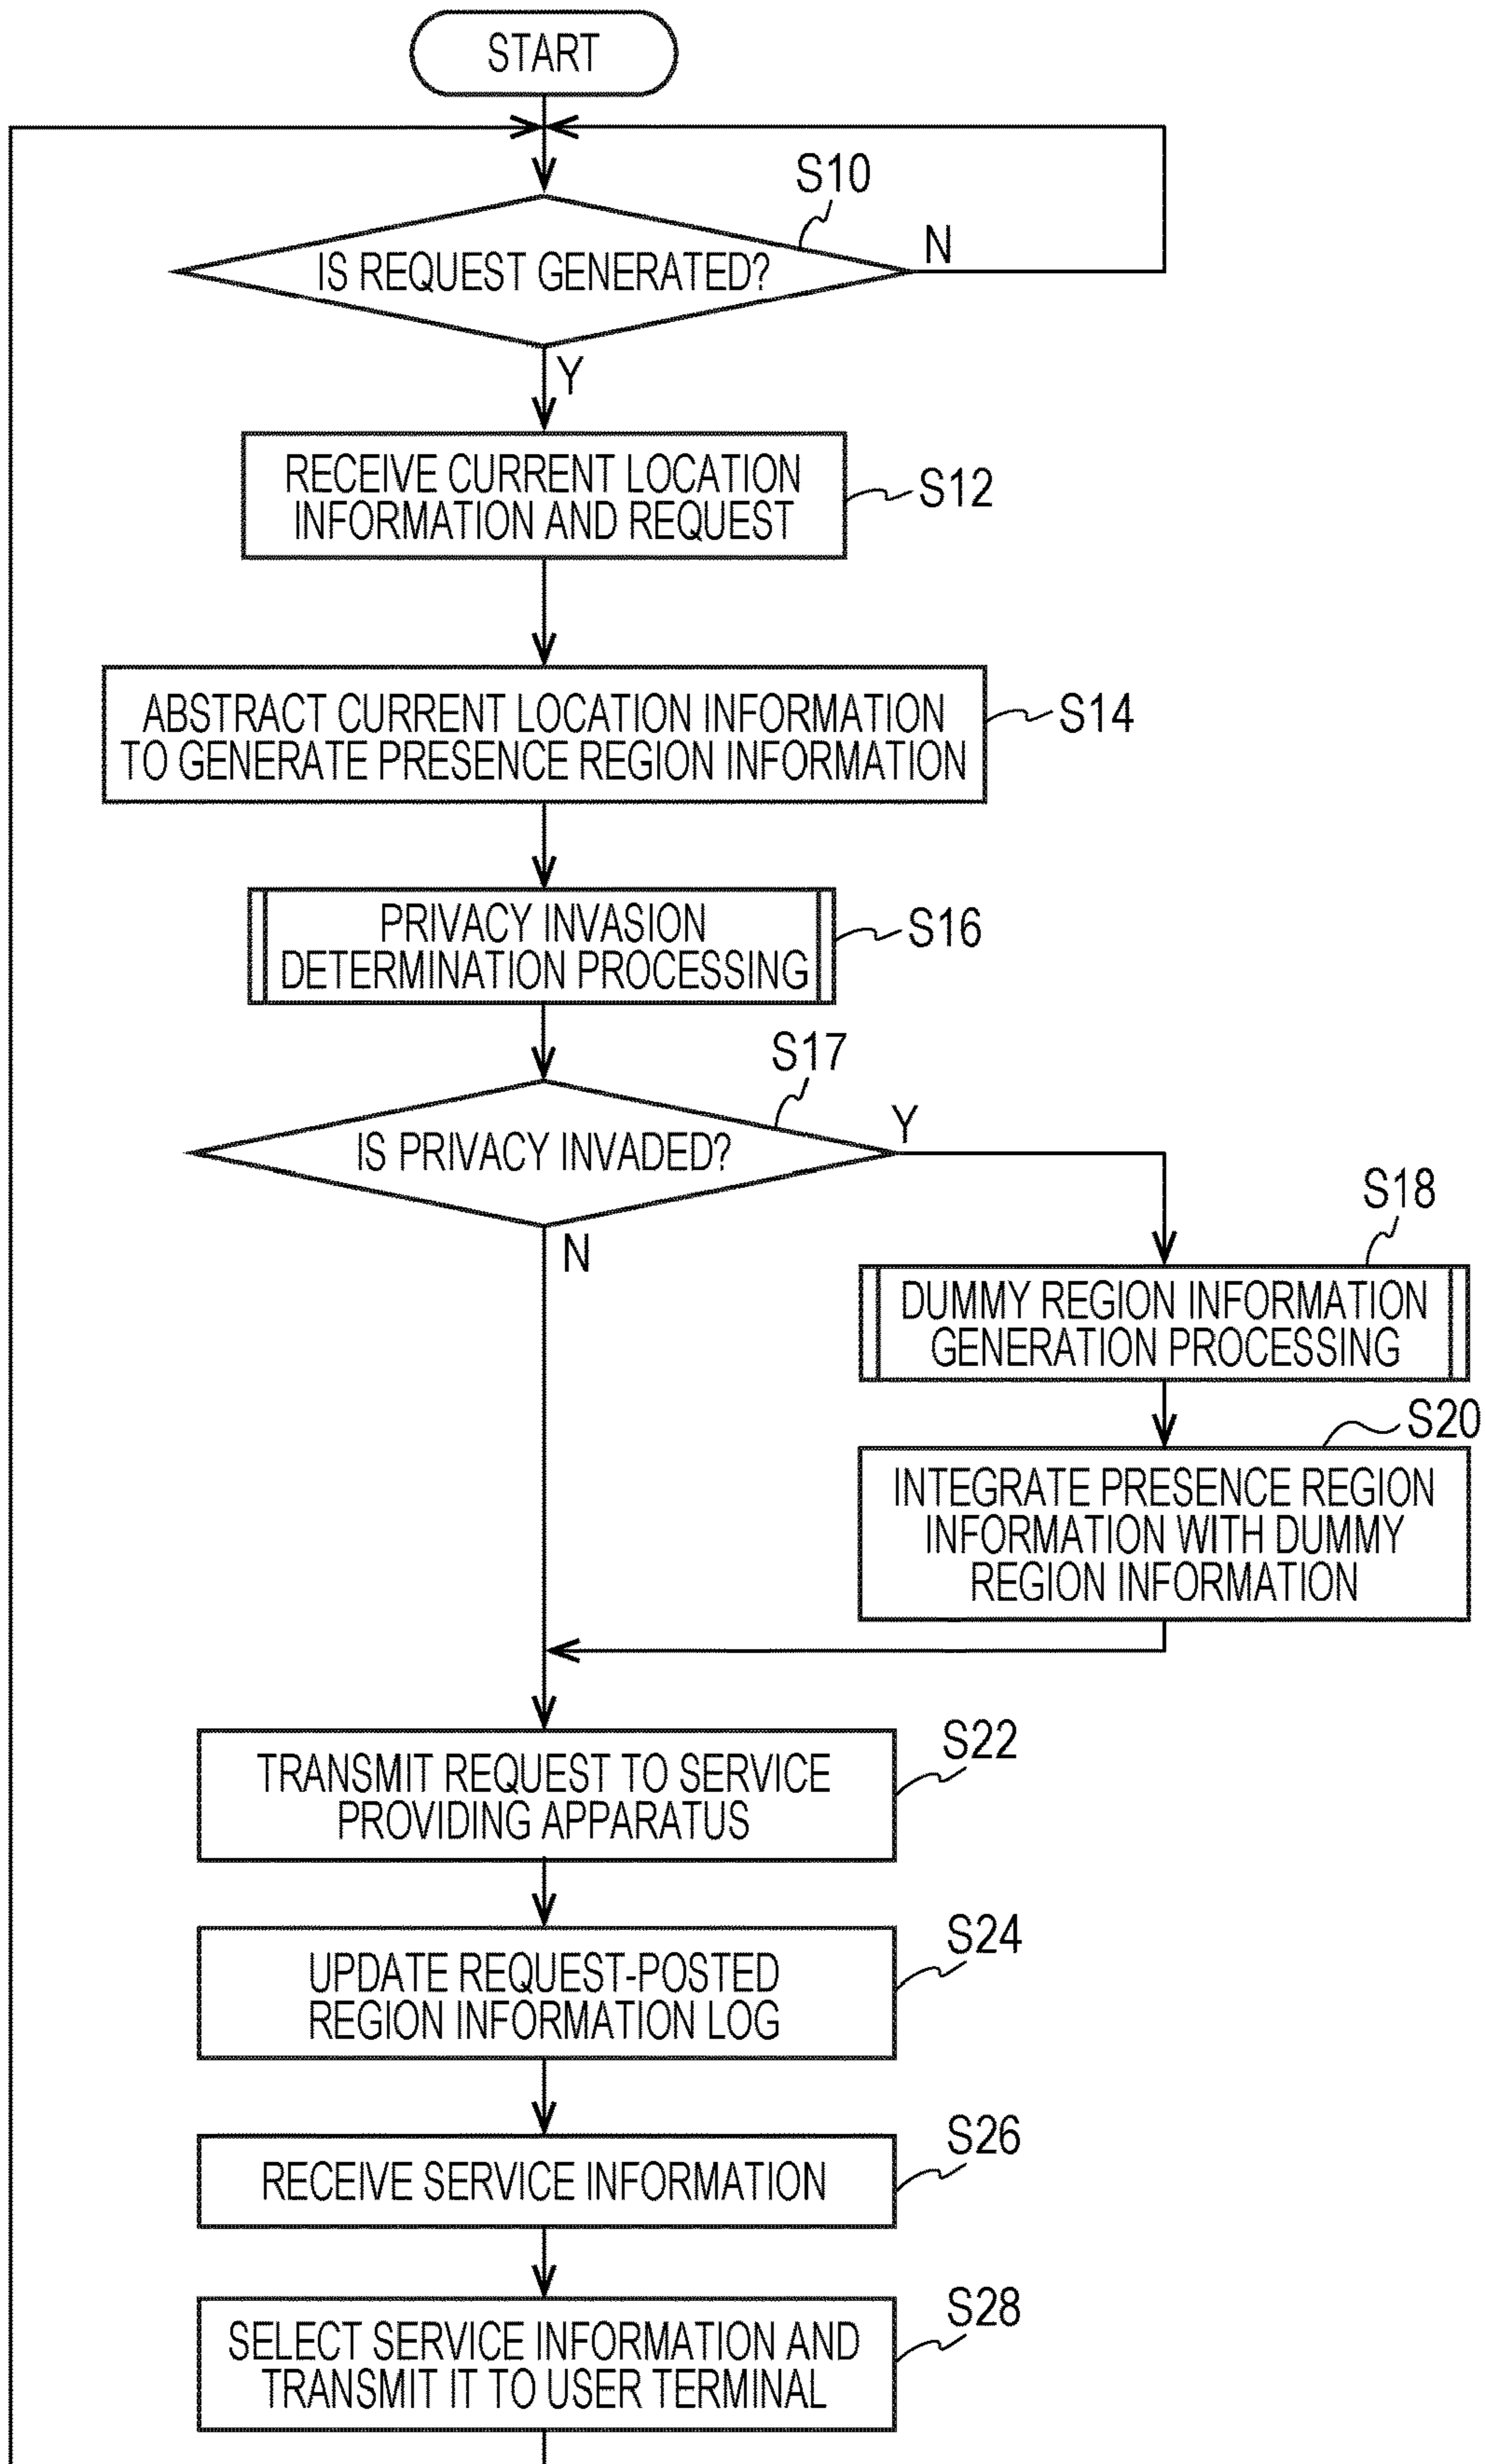 START
S10
IS REQUEST GENERATED?
N
Y
RECEIVE CURRENT LOCATION
INFORMATION AND REQUEST
S12
ABSTRACT CURRENT LOCATION INFORMATION
TO GENERATE PRESENCE REGION INFORMATION
S14
PRIVACY INVASION
DETERMINATION PROCESSING
S16
S17
IS PRIVACY INVADED?
Y
N
S18
DUMMY REGION INFORMATION
GENERATION PROCESSING
S20
INTEGRATE PRESENCE REGION
INFORMATION WITH DUMMY
REGION INFORMATION
S22
TRANSMIT REQUEST TO SERVICE
PROVIDING APPARATUS
S24
UPDATE REQUEST-POSTED
REGION INFORMATION LOG
S26
RECEIVE SERVICE INFORMATION
S28
SELECT SERVICE INFORMATION AND
TRANSMIT IT TO USER TERMINAL